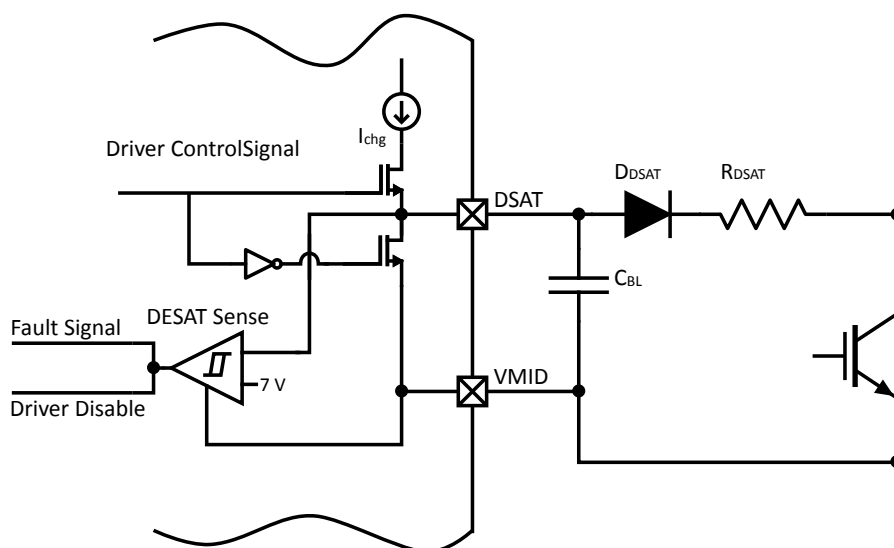 Ichg
Driver ControlSignal
DDSAT
RDSAT
DSAT
CBL
DESAT Sense
Fault Signal
7 V
VMID
Driver Disable